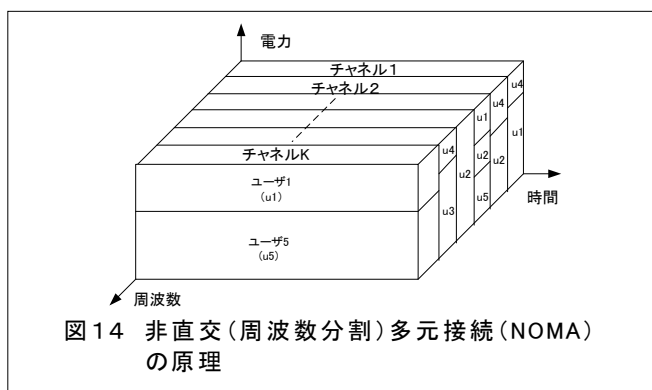 電力
チャネル1
チャネル2
チャネルK
ユーザ1
(u1)
ユーザ5
(u5)
u4
u3
u2
u1
u2
u5
u4
u2
u4
u1
時間
周波数
図14 非直交(周波数分割)多元接続(NOMA)
の原理